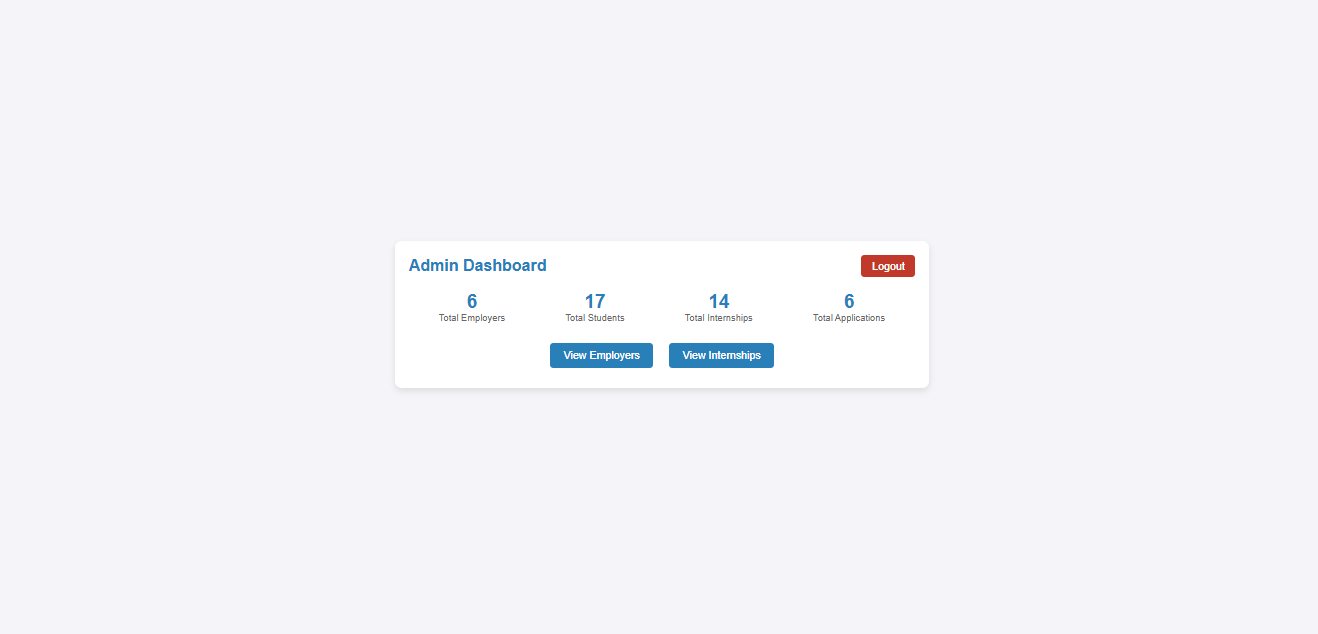 Admin Dashboard
Logout
6
17
14
6
Total Employers
Total Students
Total Internships
Total Applications
View Employers
View Internships